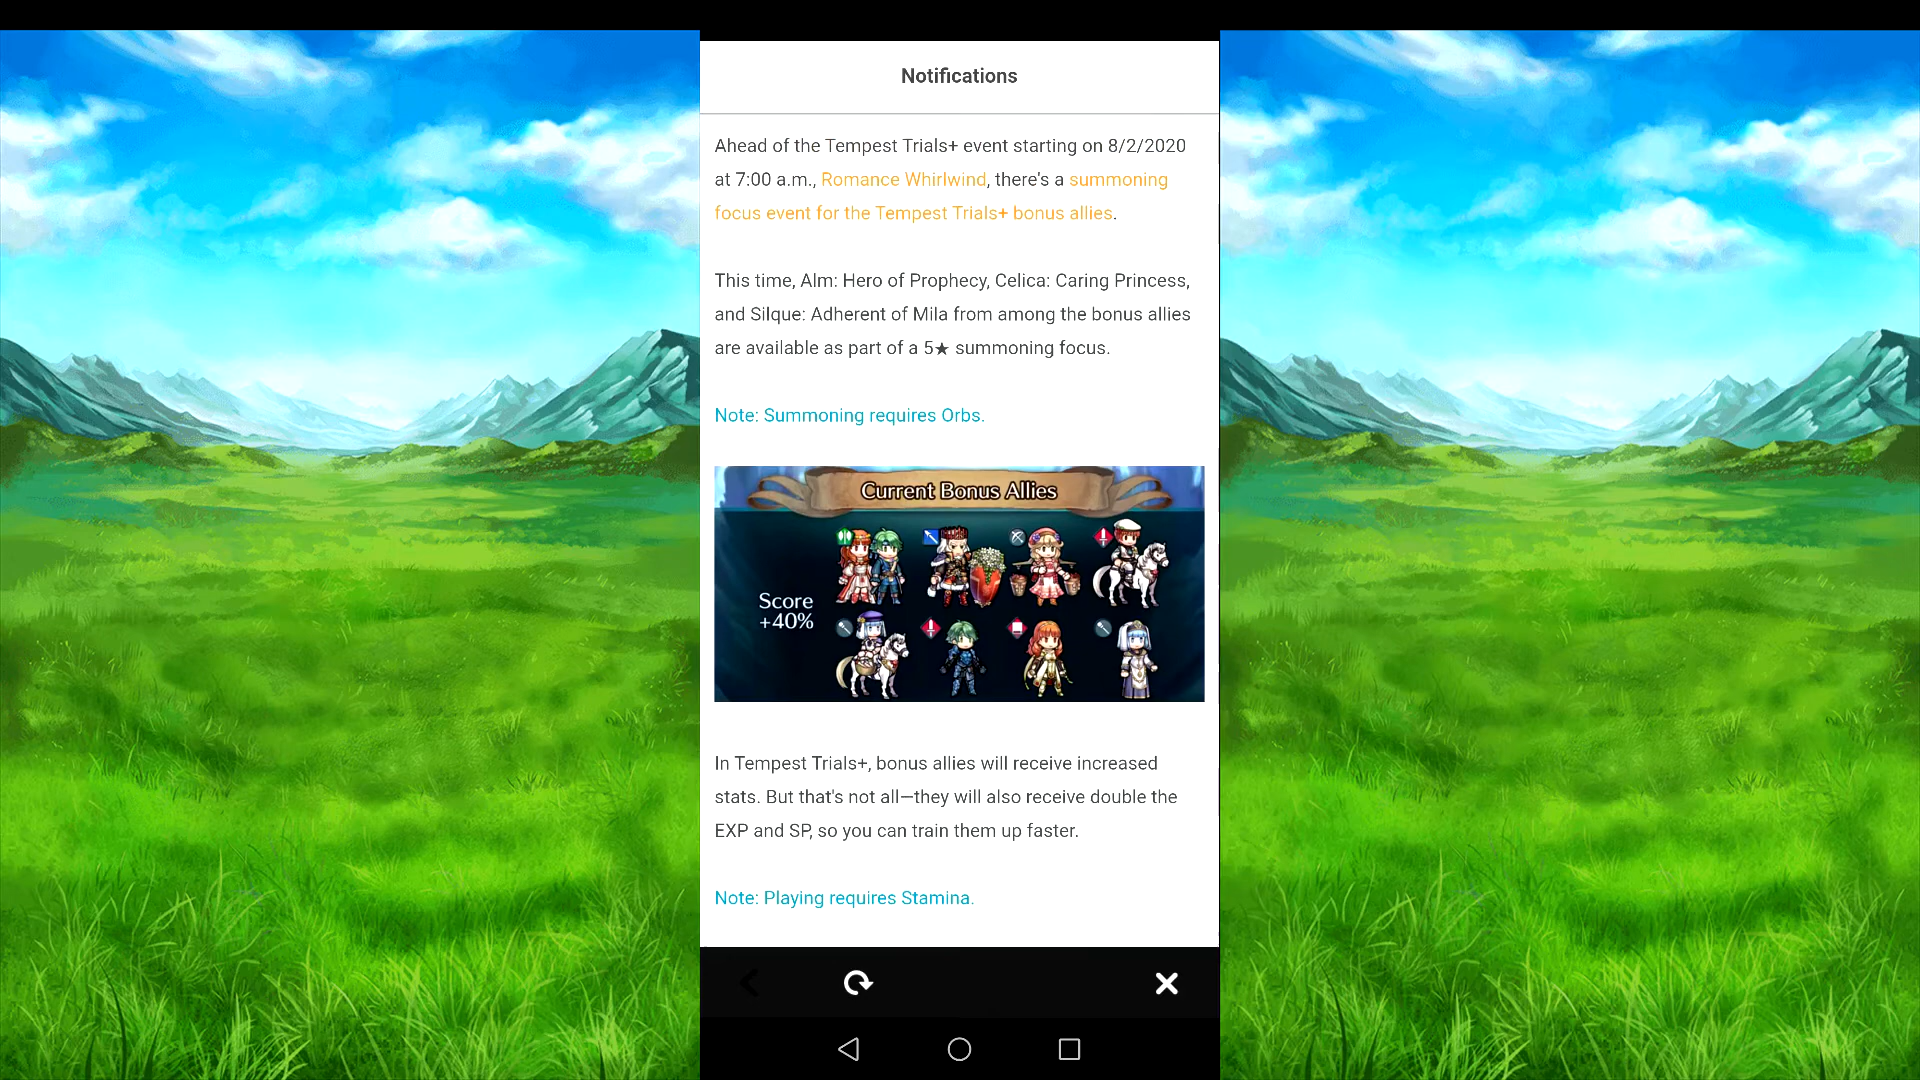 Notifications
Ahead of the Tempest Trials+ event starting on 8/2/2020
at 7:00 a.m., Romance Whirlwind, there's a summoning
focus event for the Tempest Trials+ bonus allies.
This time, Alm: Hero of Prophecy, Celica: Caring Princess,
and Silque: Adherent of Mila from among the bonus allies
are available as part of a 5★ summoning focus.
Note: Summoning requires Orbs.
Current Bonus Allies
Score
+40%
In Tempest Trials+, bonus allies will receive increased
stats. But that's not all—they will also receive double the
EXP and SP, so you can train them up faster.
Note: Playing requires Stamina.